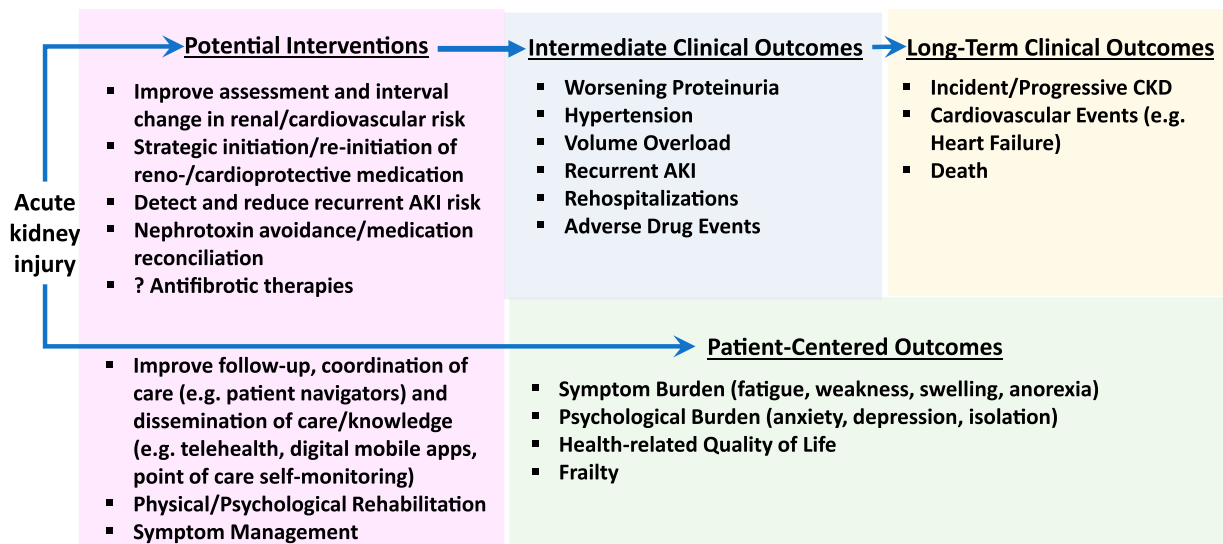 Acute
kidney
injury
Potential Interventions
▪ Improve assessment and interval
change in renal/cardiovascular risk
▪ Strategic initiation/re-initiation of
reno-/cardioprotective medication
▪ Detect and reduce recurrent AKI risk
▪ Nephrotoxin avoidance/medication
reconciliation
▪ ? Antifibrotic therapies
▪ Improve follow-up, coordination of
care (e.g. patient navigators) and
dissemination of care/knowledge
(e.g. telehealth, digital mobile apps,
point of care self-monitoring)
▪ Physical/Psychological Rehabilitation
▪ Symptom Management
Intermediate Clinical Outcomes
▪ Worsening Proteinuria
▪ Hypertension
▪ Volume Overload
▪ Recurrent AKI
▪ Rehospitalizations
▪ Adverse Drug Events
Long-Term Clinical Outcomes
▪ Incident/Progressive CKD
▪ Cardiovascular Events (e.g.
Heart Failure)
▪ Death
Patient-Centered Outcomes
▪ Symptom Burden (fatigue, weakness, swelling, anorexia)
▪ Psychological Burden (anxiety, depression, isolation)
▪ Health-related Quality of Life
▪ Frailty